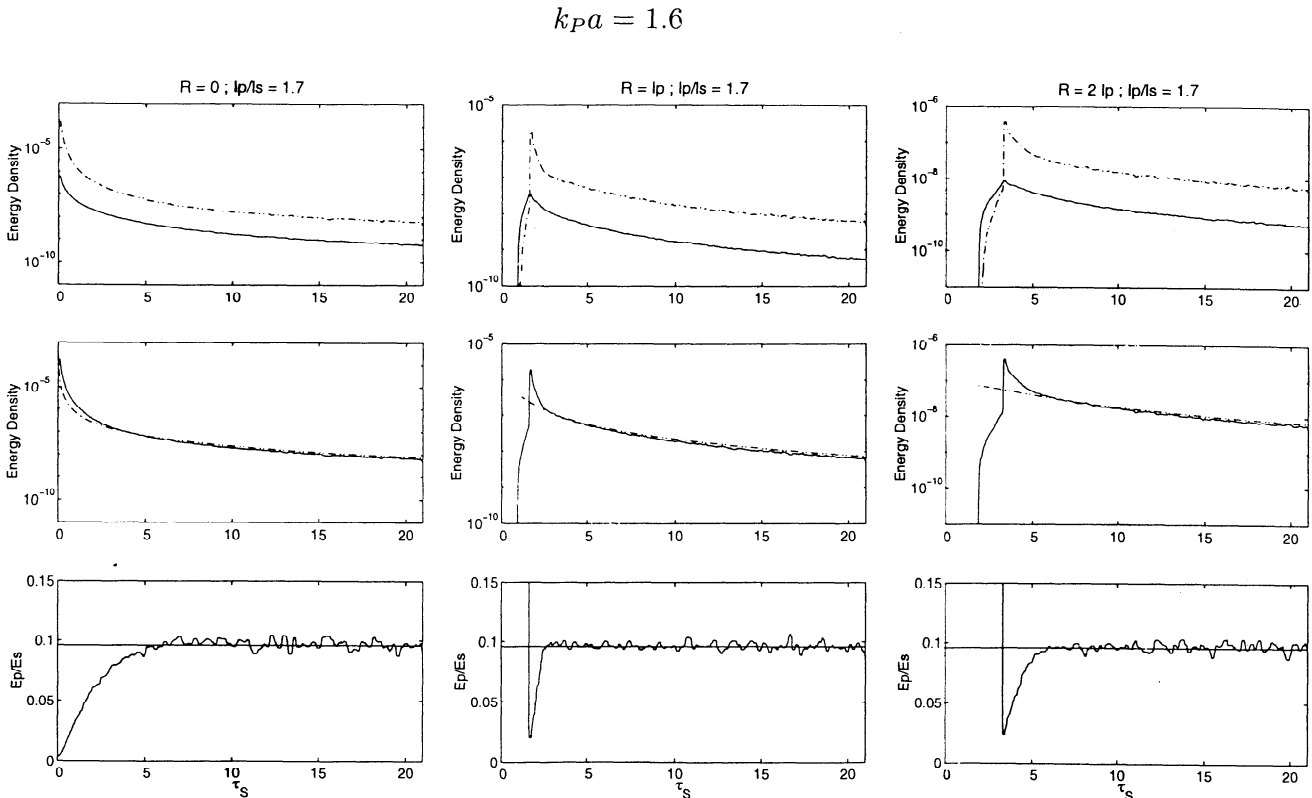 k_P a = 1.6
R = 0 ; lp/ls = 1.7
R = lp ; lp/ls = 1.7
R = 2 lp ; lp/ls = 1.7
Energy Density
10^-5
10^-10
0 5 10 15 20
Energy Density
10^-5
10^-10
0 5 10 15 20
Energy Density
10^-6
10^-8
10^-10
0 5 10 15 20
Energy Density
10^-5
10^-10
0 5 10 15 20
Energy Density
10^-5
10^-10
0 5 10 15 20
Energy Density
10^-6
10^-8
10^-10
0 5 10 15 20
Ep/Es
0.15
0.1
0.05
0
0 5 10 15 20
τ_S
Ep/Es
0.15
0.1
0.05
0
0 5 10 15 20
τ_S
Ep/Es
0.15
0.1
0.05
0
0 5 10 15 20
τ_S